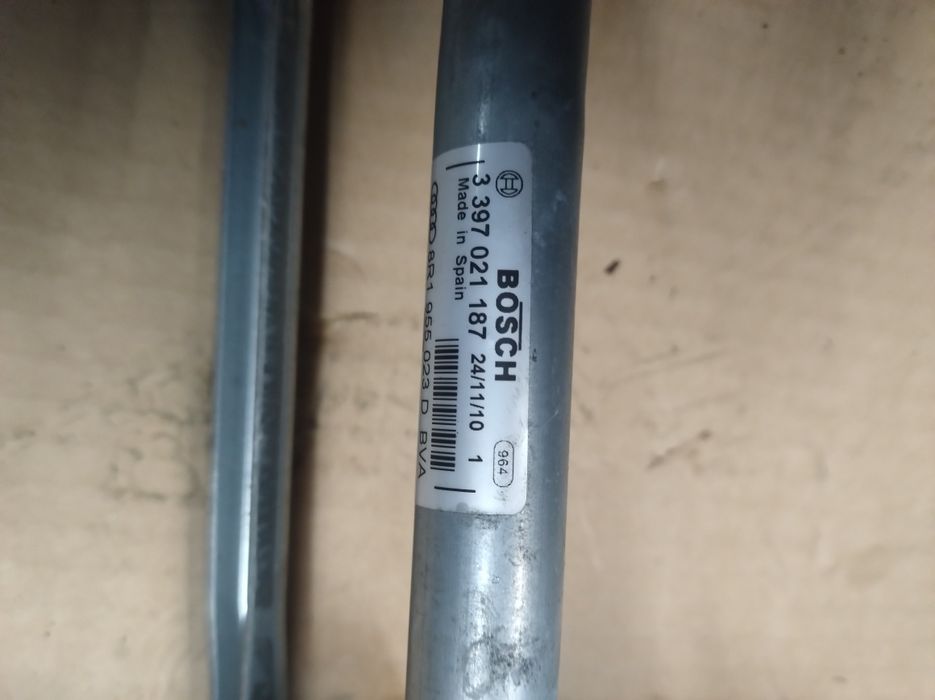 BOSCH
964
3 397 021 187 24/11/10 1
Made in Spain
8R1 955 023 D BVA